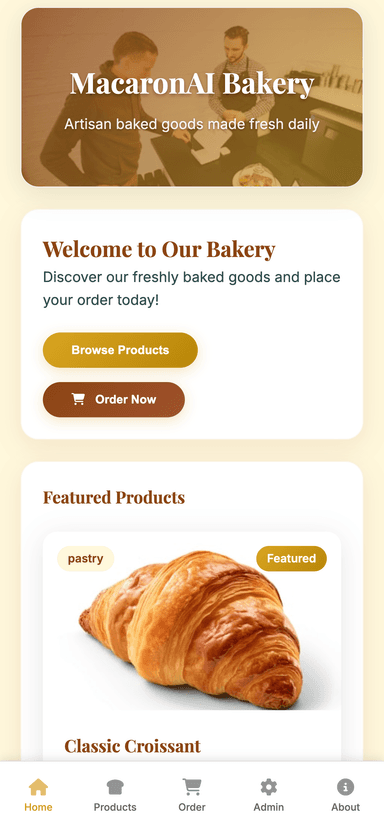 MacaronAI Bakery
Artisan baked goods made fresh daily
Welcome to Our Bakery
Discover our freshly baked goods and place
your order today!
Browse Products
Order Now
Featured Products
pastry
Featured
Classic Croissant
Home
Products
Order
Admin
About